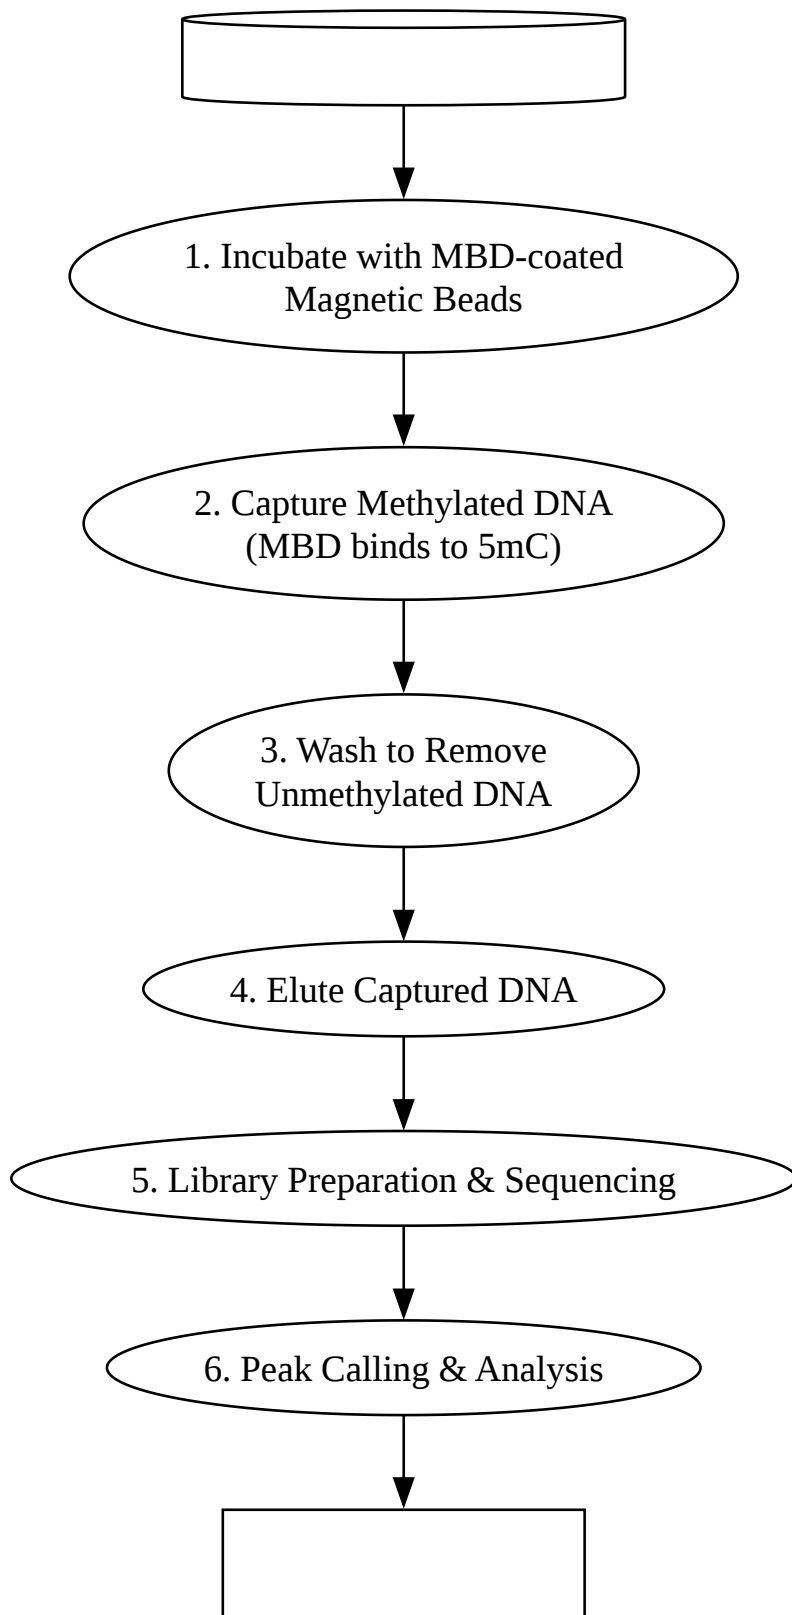 1. Incubate with MBD-coated
Magnetic Beads
2. Capture Methylated DNA
(MBD binds to 5mC)
3. Wash to Remove
Unmethylated DNA
4. Elute Captured DNA
5. Library Preparation & Sequencing
6. Peak Calling & Analysis